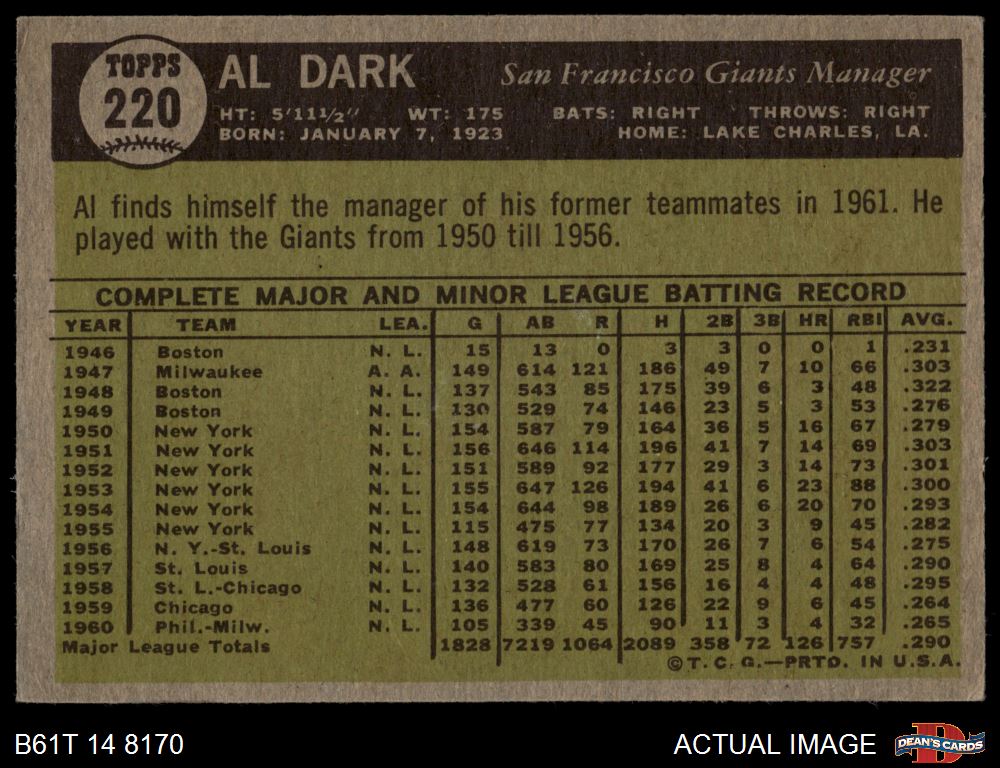 TOPPS
220
AL DARK San Francisco Giants Manager
HT: 5'11½" WT: 175 BATS: RIGHT THROWS: RIGHT
BORN: JANUARY 7, 1923 HOME: LAKE CHARLES, LA.
Al finds himself the manager of his former teammates in 1961. He
played with the Giants from 1950 till 1956.
COMPLETE MAJOR AND MINOR LEAGUE BATTING RECORD
YEAR TEAM LEA. G AB R H 2B 3B HR RBI AVG.
1946 Boston N. L. 15 13 0 3 3 0 0 1 .231
1947 Milwaukee A. A. 149 614 121 186 49 7 10 66 .303
1948 Boston N. L. 137 543 85 175 39 6 3 48 .322
1949 Boston N. L. 130 529 74 146 23 5 3 53 .276
1950 New York N. L. 154 587 79 164 36 5 16 67 .279
1951 New York N. L. 156 646 114 196 41 7 14 69 .303
1952 New York N. L. 151 589 92 177 29 3 14 73 .301
1953 New York N. L. 155 647 126 194 41 6 23 88 .300
1954 New York N. L. 154 644 98 189 26 6 20 70 .293
1955 New York N. L. 115 475 77 134 20 3 9 45 .282
1956 N. Y.-St. Louis N. L. 148 619 73 170 26 7 6 54 .275
1957 St. Louis N. L. 140 583 80 169 25 8 4 64 .290
1958 St. L.-Chicago N. L. 132 528 61 156 16 4 4 48 .295
1959 Chicago N. L. 136 477 60 126 22 9 6 45 .264
1960 Phil.-Milw. N. L. 105 339 45 90 11 3 4 32 .265
Major League Totals 1828 7219 1064 2089 358 72 126 757 .290
© T. C. G.—PRTD. IN U.S.A.
B61T 14 8170 ACTUAL IMAGE
DEAN'S CARDS